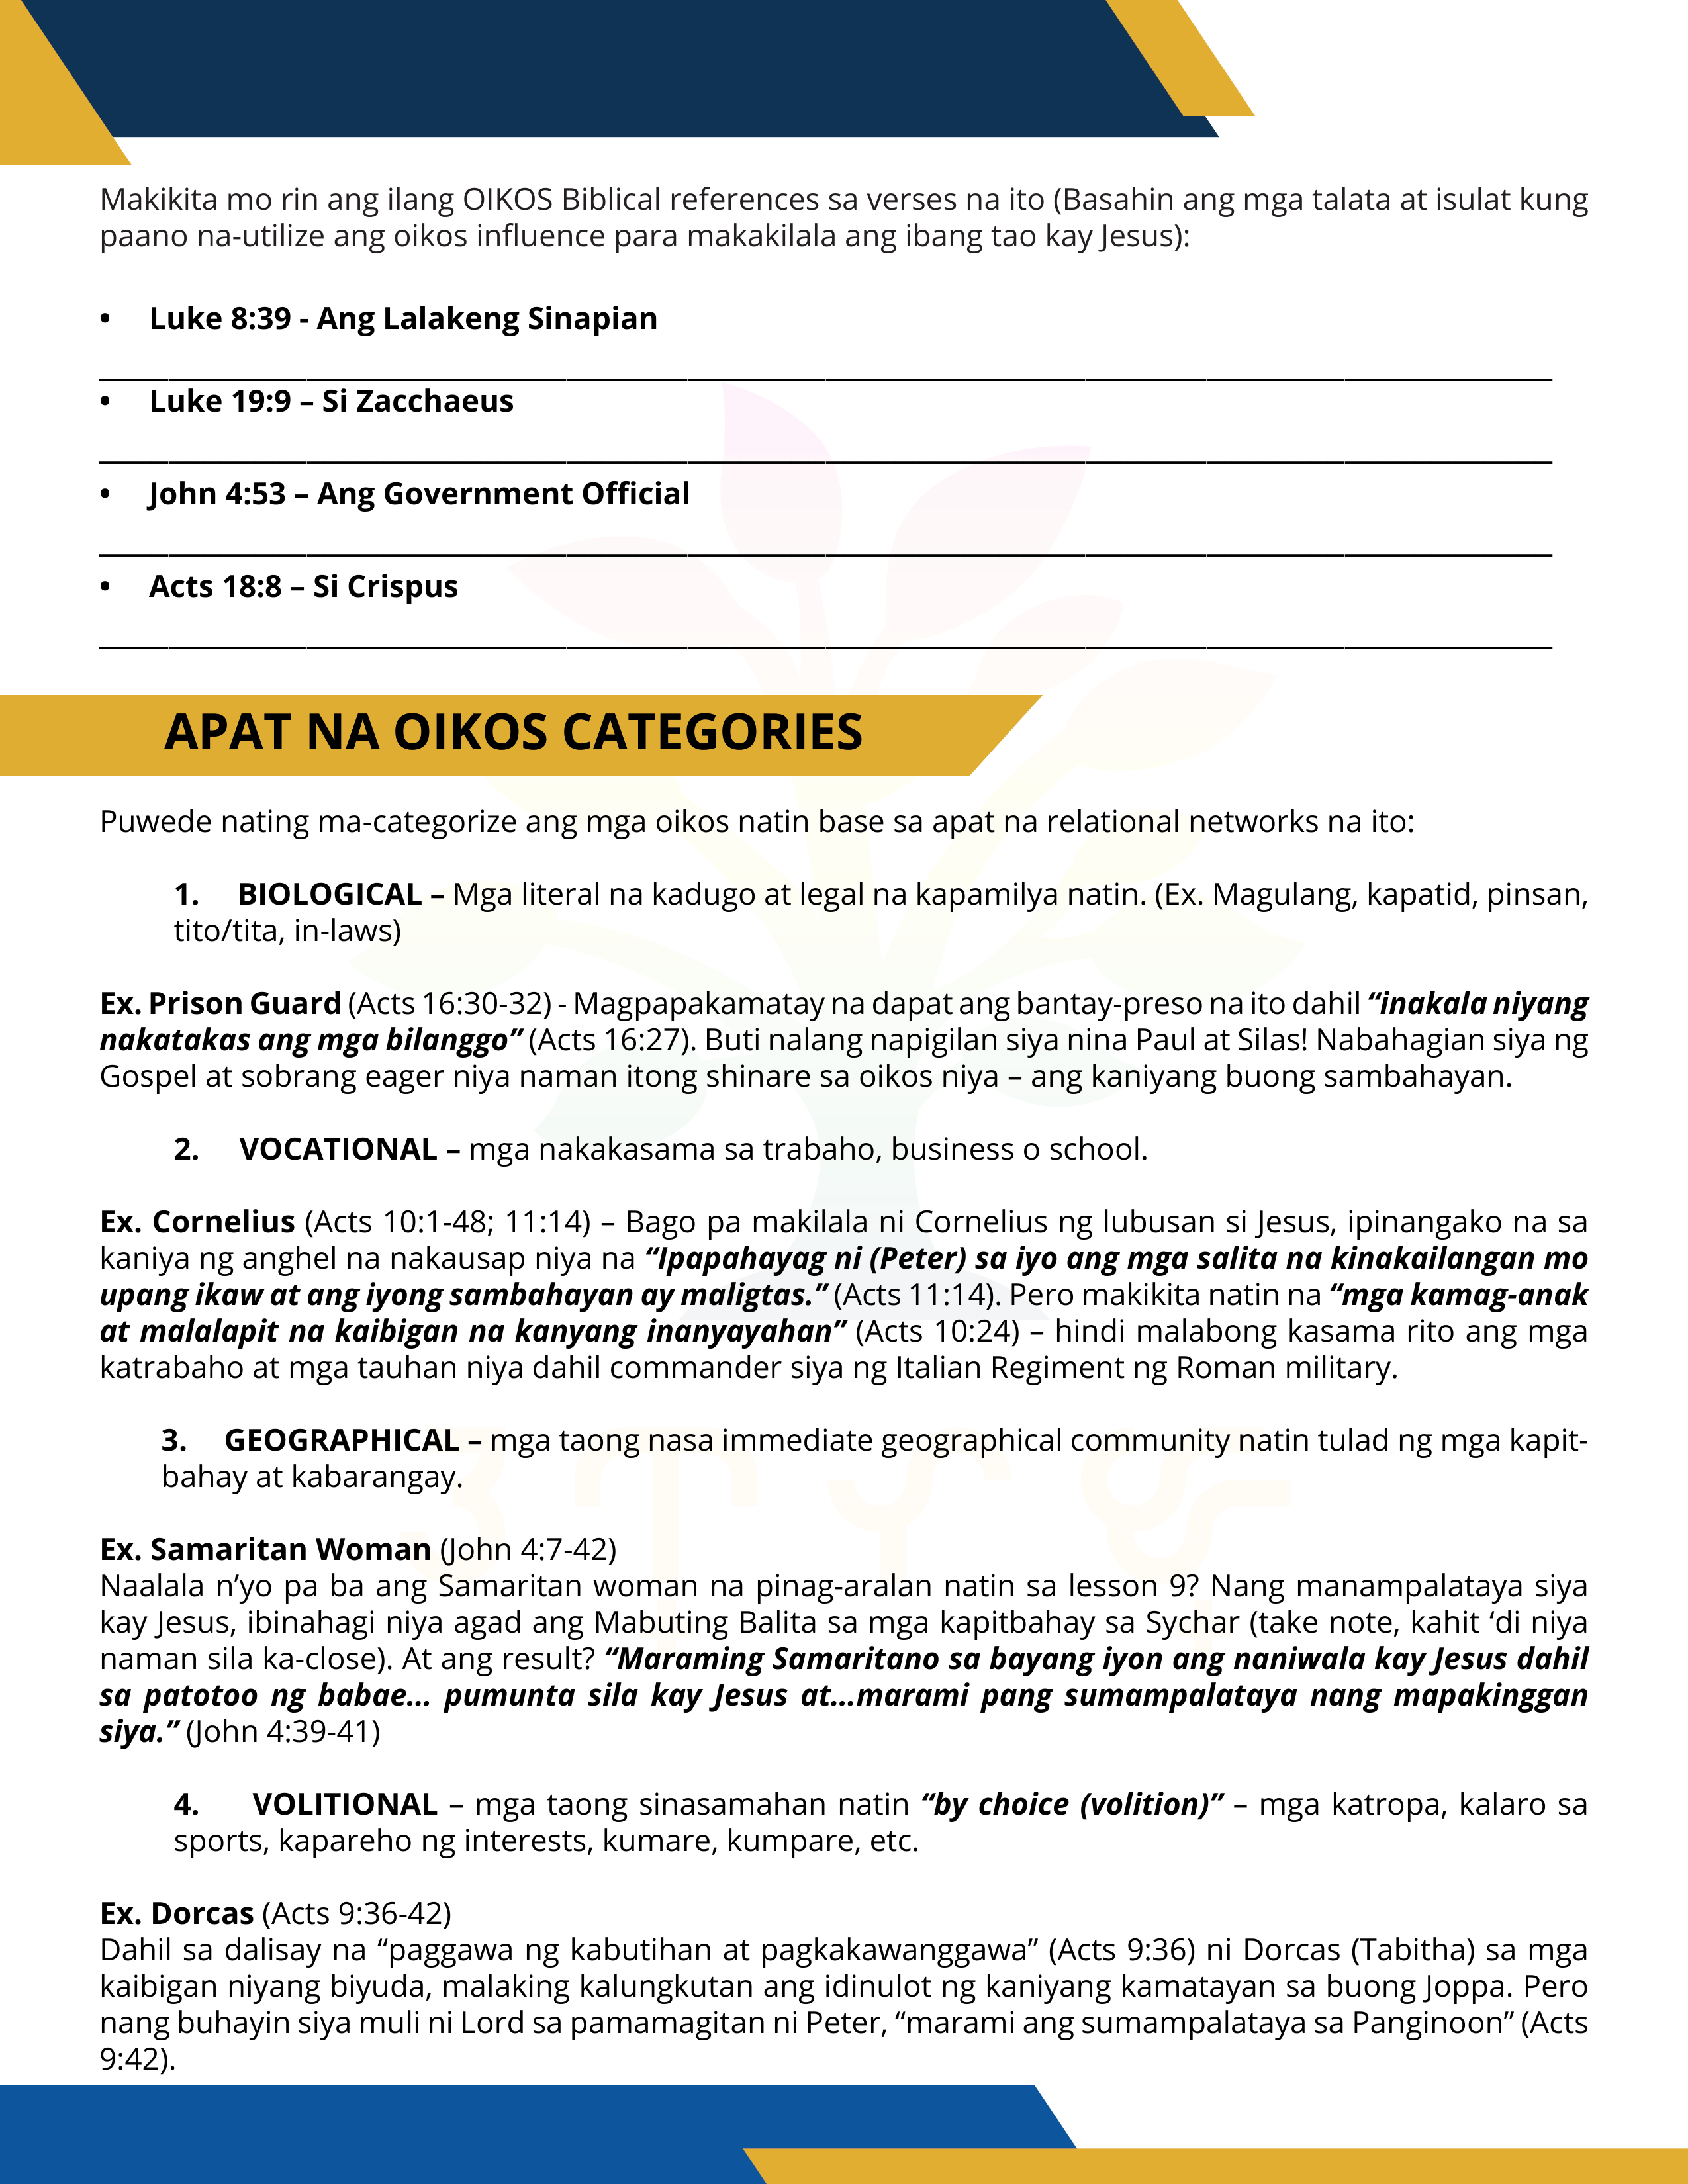 Makikita mo rin ang ilang OIKOS Biblical references sa verses na ito (Basahin ang mga talata at isulat kung
paano na-utilize ang oikos influence para makakilala ang ibang tao kay Jesus):
• Luke 8:39 - Ang Lalakeng Sinapian
• Luke 19:9 – Si Zacchaeus
• John 4:53 – Ang Government Official
• Acts 18:8 – Si Crispus
APAT NA OIKOS CATEGORIES
Puwede nating ma-categorize ang mga oikos natin base sa apat na relational networks na ito:
1. BIOLOGICAL – Mga literal na kadugo at legal na kapamilya natin. (Ex. Magulang, kapatid, pinsan,
tito/tita, in-laws)
Ex. Prison Guard (Acts 16:30-32) - Magpapakamatay na dapat ang bantay-preso na ito dahil “inakala niyang
nakatakas ang mga bilanggo” (Acts 16:27). Buti nalang napigilan siya nina Paul at Silas! Nabahagian siya ng
Gospel at sobrang eager niya naman itong shinare sa oikos niya – ang kaniyang buong sambahayan.
2. VOCATIONAL – mga nakakasama sa trabaho, business o school.
Ex. Cornelius (Acts 10:1-48; 11:14) – Bago pa makilala ni Cornelius ng lubusan si Jesus, ipinangako na sa
kaniya ng anghel na nakausap niya na “Ipapahayag ni (Peter) sa iyo ang mga salita na kinakailangan mo
upang ikaw at ang iyong sambahayan ay maligtas.” (Acts 11:14). Pero makikita natin na “mga kamag-anak
at malalapit na kaibigan na kanyang inanyayahan” (Acts 10:24) – hindi malabong kasama rito ang mga
katrabaho at mga tauhan niya dahil commander siya ng Italian Regiment ng Roman military.
3. GEOGRAPHICAL – mga taong nasa immediate geographical community natin tulad ng mga kapit-
bahay at kabarangay.
Ex. Samaritan Woman (John 4:7-42)
Naalala n’yo pa ba ang Samaritan woman na pinag-aralan natin sa lesson 9? Nang manampalataya siya
kay Jesus, ibinahagi niya agad ang Mabuting Balita sa mga kapitbahay sa Sychar (take note, kahit ‘di niya
naman sila ka-close). At ang result? “Maraming Samaritano sa bayang iyon ang naniwala kay Jesus dahil
sa patotoo ng babae... pumunta sila kay Jesus at...marami pang sumampalataya nang mapakinggan
siya.” (John 4:39-41)
4. VOLITIONAL – mga taong sinasamahan natin “by choice (volition)” – mga katropa, kalaro sa
sports, kapareho ng interests, kumare, kumpare, etc.
Ex. Dorcas (Acts 9:36-42)
Dahil sa dalisay na “paggawa ng kabutihan at pagkakawanggawa” (Acts 9:36) ni Dorcas (Tabitha) sa mga
kaibigan niyang biyuda, malaking kalungkutan ang idinulot ng kaniyang kamatayan sa buong Joppa. Pero
nang buhayin siya muli ni Lord sa pamamagitan ni Peter, “marami ang sumampalataya sa Panginoon” (Acts
9:42).